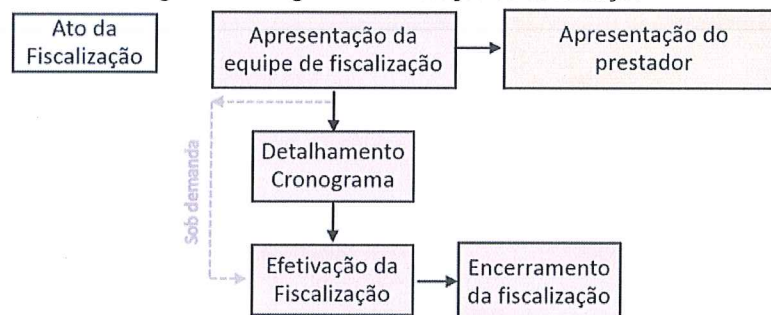 Ato da
Fiscalização
Apresentação da
equipe de fiscalização
Apresentação do
prestador
Sob demanda
Detalhamento
Cronograma
Efetivação da
Fiscalização
Encerramento
da fiscalização